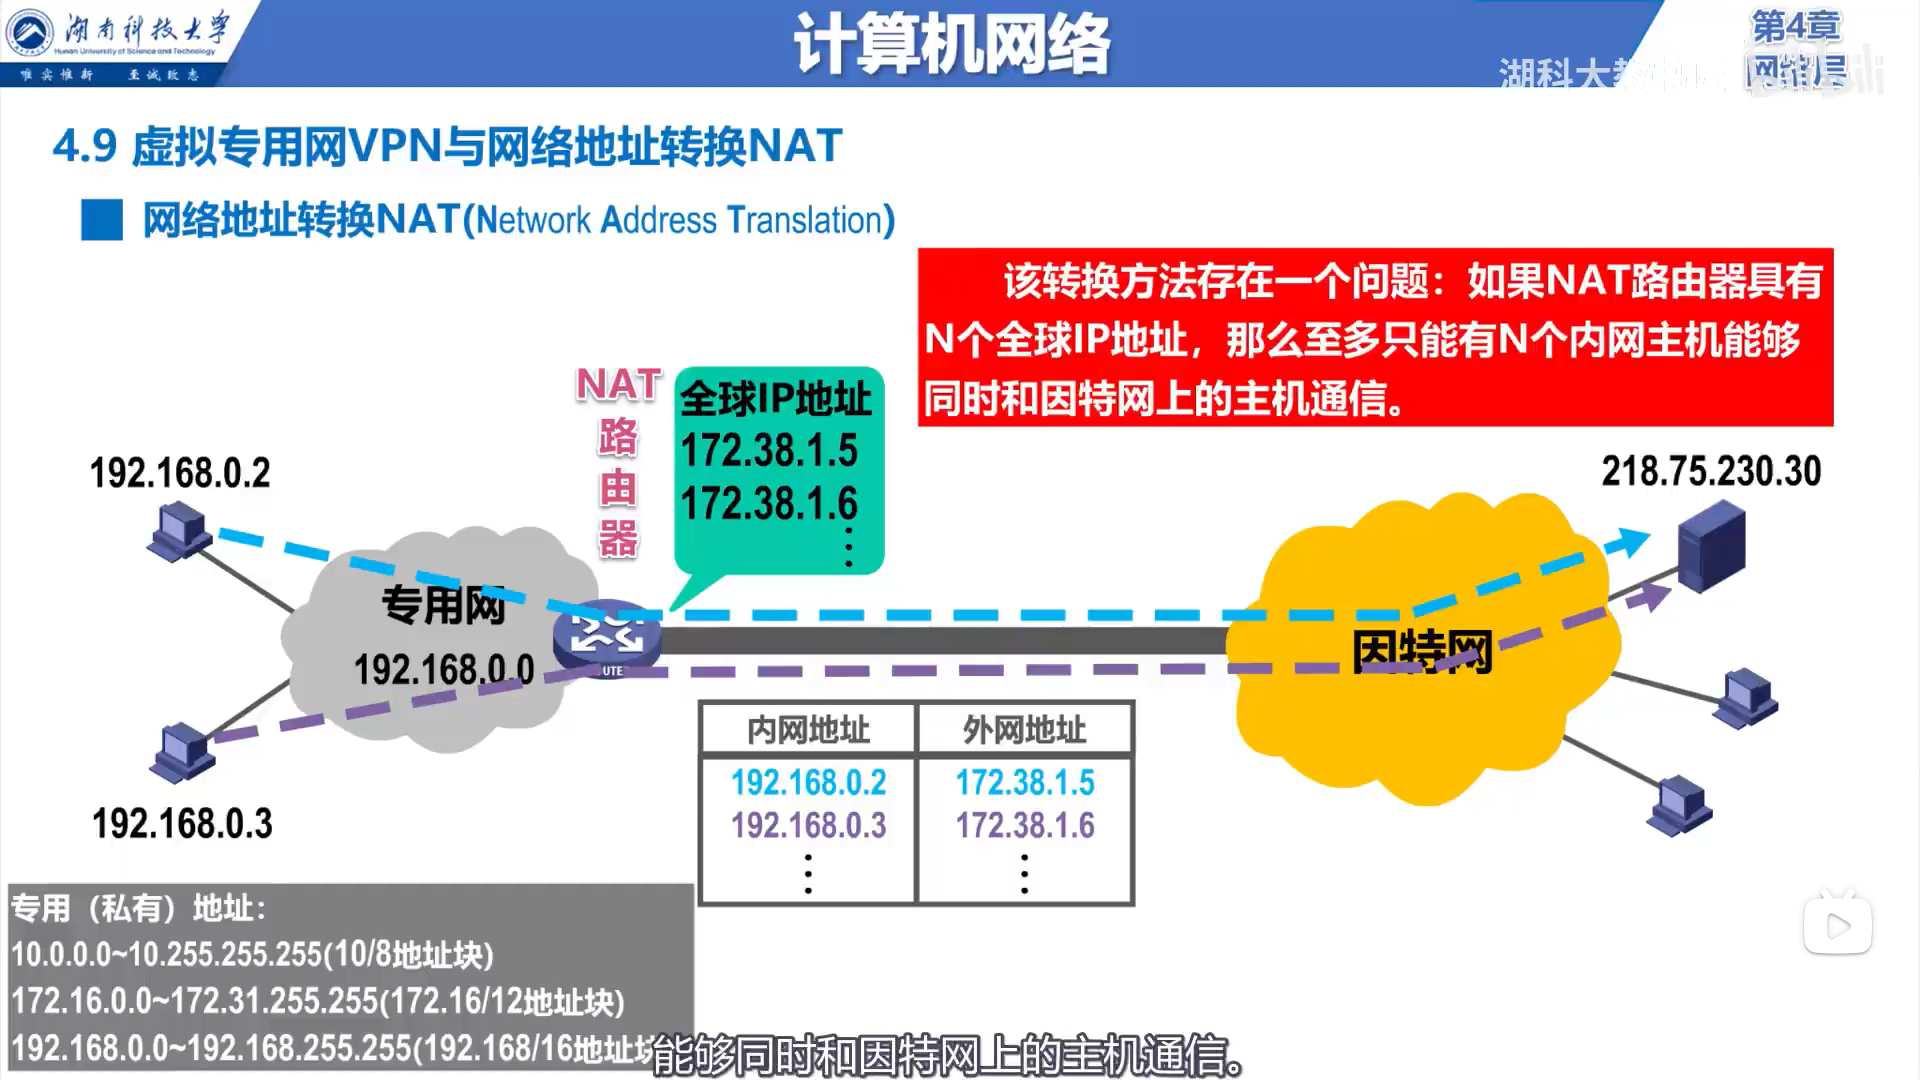 湖南科技大学
Hunan University of Science and Technology
唯实惟新 至诚致志
计算机网络
第4章
网络层
4.9 虚拟专用网VPN与网络地址转换NAT
网络地址转换NAT(Network Address Translation)
该转换方法存在一个问题：如果NAT路由器具有
N个全球IP地址，那么至多只能有N个内网主机能够
同时和因特网上的主机通信。
NAT
路
由
器
全球IP地址
172.38.1.5
172.38.1.6
192.168.0.2
218.75.230.30
专用网
192.168.0.0
因特网
192.168.0.3
内网地址 外网地址
192.168.0.2 172.38.1.5
192.168.0.3 172.38.1.6
专用（私有）地址：
10.0.0.0~10.255.255.255(10/8地址块)
172.16.0.0~172.31.255.255(172.16/12地址块)
192.168.0.0~192.168.255.255(192.168/16地址块
能够同时和因特网上的主机通信。